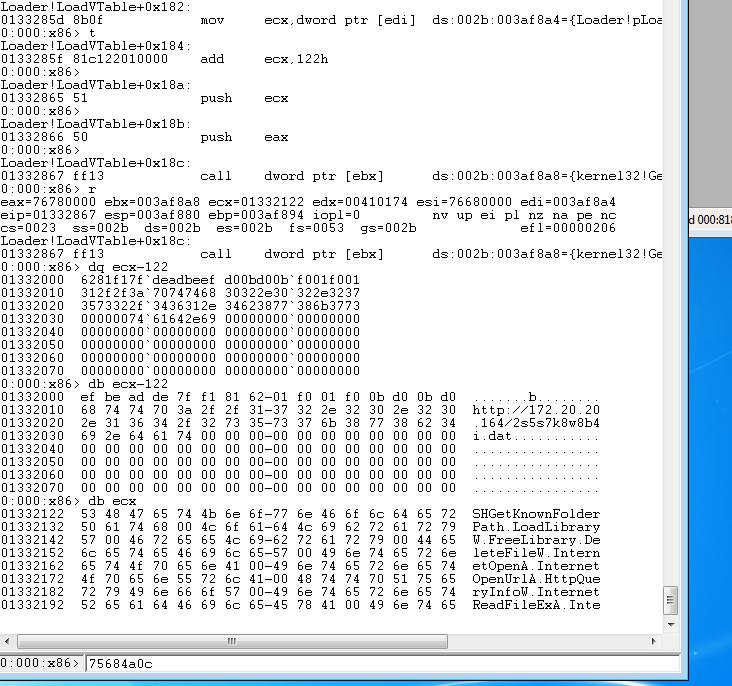 Loader!LoadVTable+0x182:
0133285d 8b0f            mov     ecx,dword ptr [edi]  ds:002b:003af8a4={Loader!pLoa
0:000:x86> t
Loader!LoadVTable+0x184:
0133285f 81c122010000    add     ecx,122h
0:000:x86>
Loader!LoadVTable+0x18a:
01332865 51              push    ecx
0:000:x86>
Loader!LoadVTable+0x18b:
01332866 50              push    eax
0:000:x86>
Loader!LoadVTable+0x18c:
01332867 ff13            call    dword ptr [ebx]      ds:002b:003af8a8={kernel32!Ge
0:000:x86> r
eax=76780000 ebx=003af8a8 ecx=01332122 edx=00410174 esi=76680000 edi=003af8a4
eip=01332867 esp=003af880 ebp=003af894 iopl=0         nv up ei pl nz na pe nc
cs=0023  ss=002b  ds=002b  es=002b  fs=0053  gs=002b             efl=00000206
Loader!LoadVTable+0x18c:
01332867 ff13            call    dword ptr [ebx]      ds:002b:003af8a8={kernel32!Ge
0:000:x86> dq ecx-122
01332000  6281f17f`deadbeef d00bd00b`f001f001
01332010  312f2f3a`70747468 30322e30`322e3237
01332020  3573322f`3436312e 34623877`386b3773
01332030  00000074`61642e69 00000000`00000000
01332040  00000000`00000000 00000000`00000000
01332050  00000000`00000000 00000000`00000000
01332060  00000000`00000000 00000000`00000000
01332070  00000000`00000000 00000000`00000000
0:000:x86> db ecx-122
01332000  ef be ad de 7f f1 81 62-01 f0 01 f0 0b d0 0b d0  .......b........
01332010  68 74 74 70 3a 2f 2f 31-37 32 2e 32 30 2e 32 30  http://172.20.20
01332020  2e 31 36 34 2f 32 73 35-73 37 6b 38 77 38 62 34  .164/2s5s7k8w8b4
01332030  69 2e 64 61 74 00 00 00-00 00 00 00 00 00 00 00  i.dat...........
01332040  00 00 00 00 00 00 00 00-00 00 00 00 00 00 00 00  ................
01332050  00 00 00 00 00 00 00 00-00 00 00 00 00 00 00 00  ................
01332060  00 00 00 00 00 00 00 00-00 00 00 00 00 00 00 00  ................
01332070  00 00 00 00 00 00 00 00-00 00 00 00 00 00 00 00  ................
0:000:x86> db ecx
01332122  53 48 47 65 74 4b 6e 6f-77 6e 46 6f 6c 64 65 72  SHGetKnownFolder
01332132  50 61 74 68 00 4c 6f 61-64 4c 69 62 72 61 72 79  Path.LoadLibrary
01332142  57 00 46 72 65 65 4c 69-62 72 61 72 79 00 44 65  W.FreeLibrary.De
01332152  6c 65 74 65 46 69 6c 65-57 00 49 6e 74 65 72 6e  leteFileW.Intern
01332162  65 74 4f 70 65 6e 41 00-49 6e 74 65 72 6e 65 74  etOpenA.Internet
01332172  4f 70 65 6e 55 72 6c 41-00 48 74 74 70 51 75 65  OpenUrlA.HttpQue
01332182  72 79 49 6e 66 6f 57 00-49 6e 74 65 72 6e 65 74  ryInfoW.Internet
01332192  52 65 61 64 46 69 6c 65-45 78 41 00 49 6e 74 65  ReadFileExA.Inte
0:000:x86> 75684a0c
d 000:818